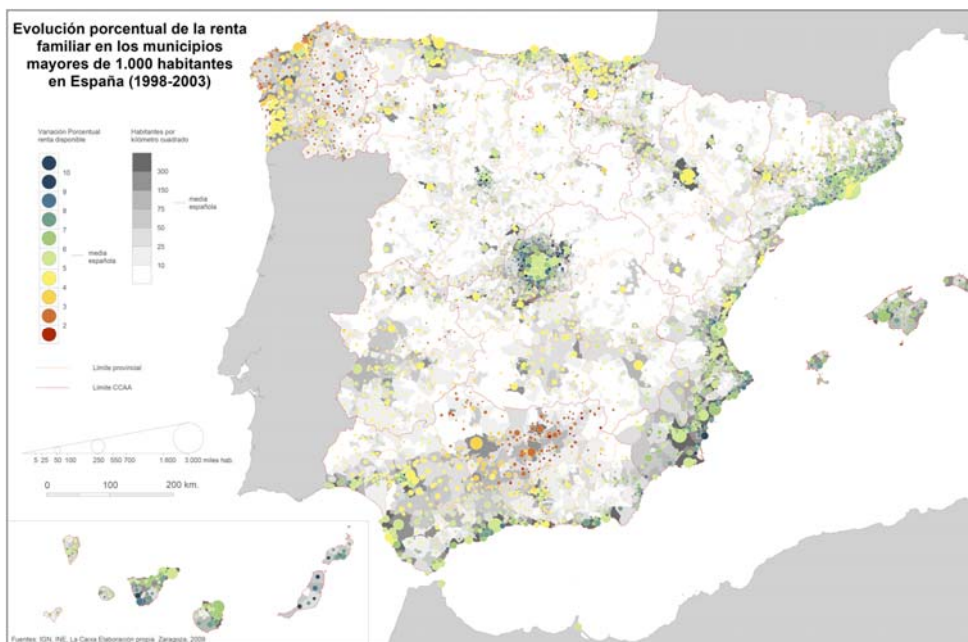 Evolución porcentual de la renta
familiar en los municipios
mayores de 1.000 habitantes
en España (1998-2003)
Variación Porcentual
renta disponible
10
9
8
7
6
media
española
5
4
3
2
Habitantes por
kilómetro cuadrado
300
150
media
española
75
50
25
10
Límite provincial
Límite CCAA
5 25 50 100 250 500 700 1.600 3.000 miles hab.
0 100 200 km.
Fuentes: IGN, INE, La Caixa Elaboración propia. Zaragoza, 2009